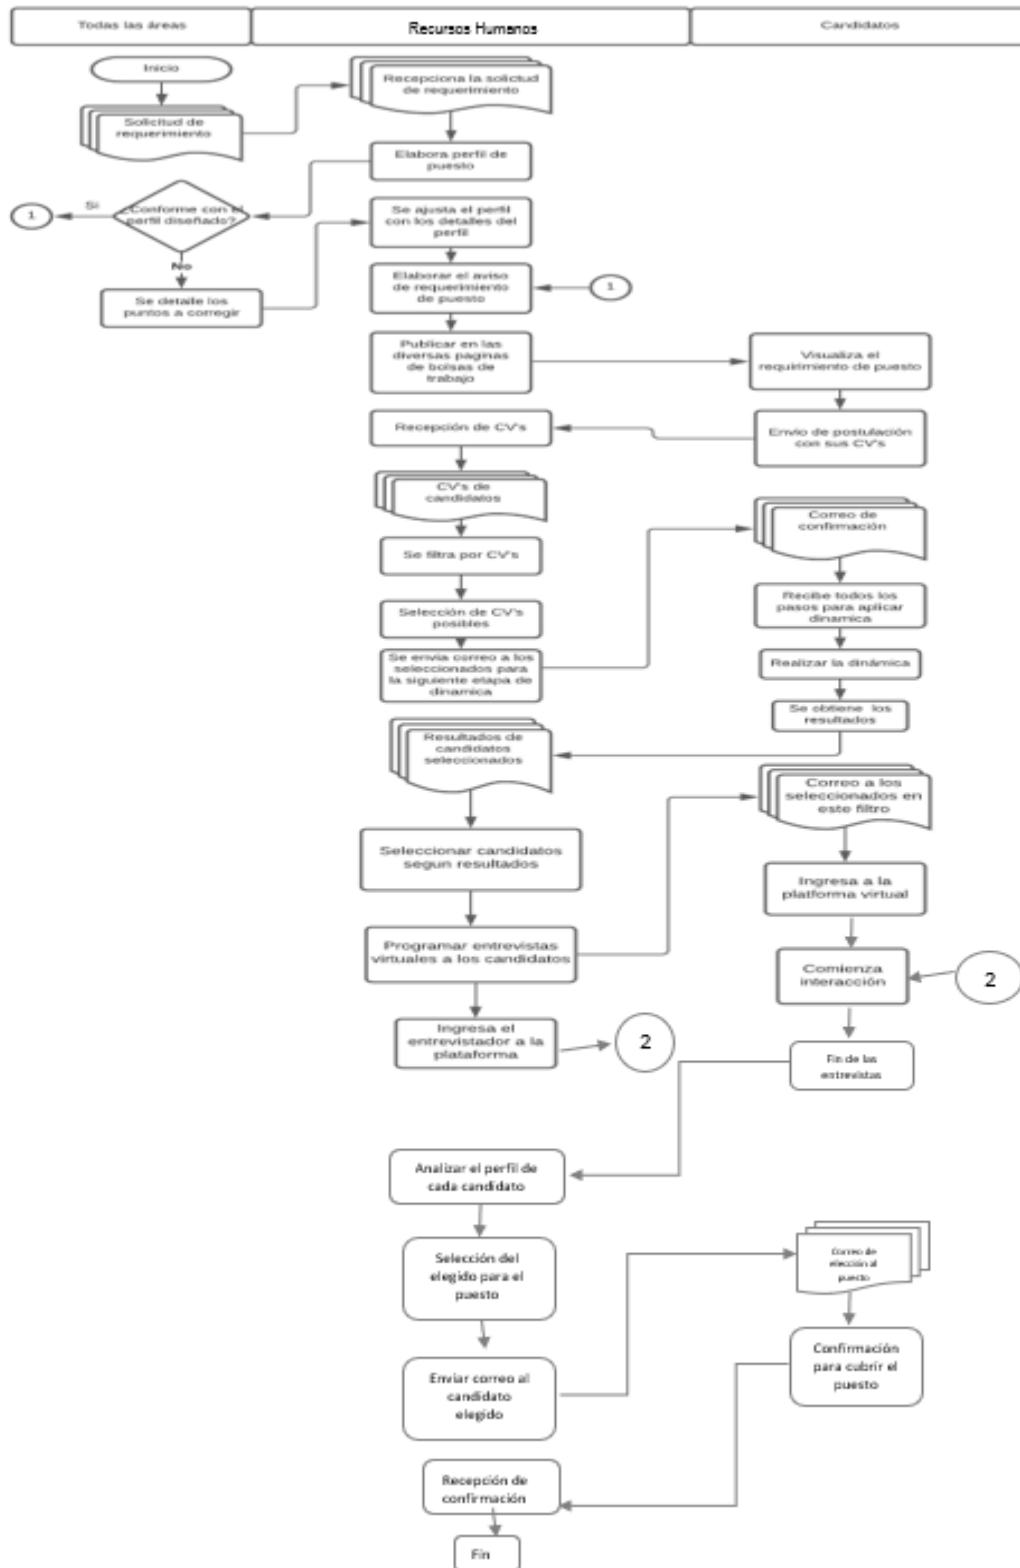 Todas las áreas
Recursos Humanos
Candidatos
Inicio
Recepciona la solicitud
de requerimiento
Solicitud de
requerimiento
Elabora perfil de
puesto
Si
1
¿Conforme con el
perfil diseñado?
No
Se ajusta el perfil
con los detalles del
perfil
Se detalle los
puntos a corregir
Elaborar el aviso
de requerimiento
de puesto
1
Publicar en las
diversas paginas
de bolsas de
trabajo
Visualiza el
requirimiento de puesto
Recepción de CV's
Envio de postulación
con sus CV's
CV's de
candidatos
Correo de
confirmación
Se filtra por CV's
Recibe todos los
pasos para aplicar
dinamica
Selección de CV's
posibles
Se envia correo a los
seleccionados para
la siguiente etapa de
dinamica
Realizar la dinámica
Se obtiene los
resultados
Resultados de
candidatos
seleccionados
Correo a los
seleccionados en
este filtro
Seleccionar candidatos
segun resultados
Ingresa a la
platforma virtual
Programar entrevistas
virtuales a los candidatos
Comienza
interacción
2
Ingresa el
entrevistador a la
plataforma
2
Fin de las
entrevistas
Analizar el perfil de
cada candidato
Selección del
elegido para el
puesto
Correo de
elección al
puesto
Enviar correo al
candidato
elegido
Confirmación
para cubrir el
puesto
Recepción de
confirmación
Fin